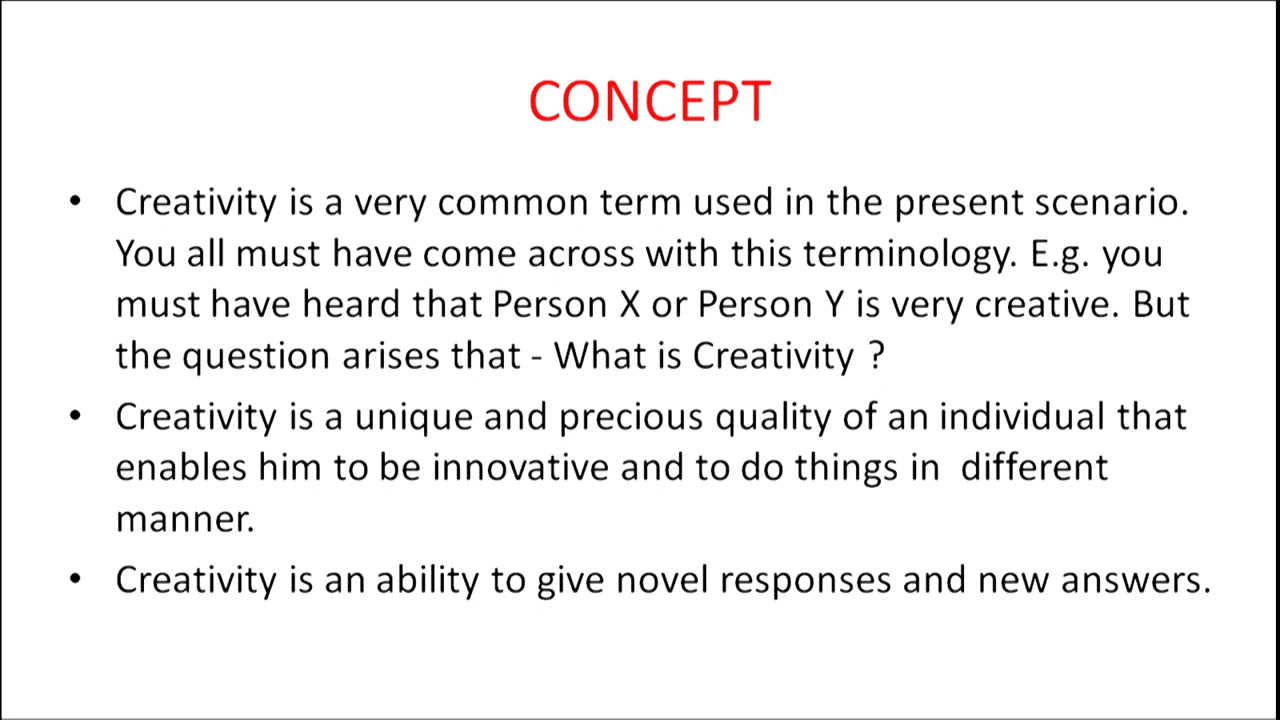 CONCEPT
• Creativity is a very common term used in the present scenario.
You all must have come across with this terminology. E.g. you
must have heard that Person X or Person Y is very creative. But
the question arises that - What is Creativity ?
• Creativity is a unique and precious quality of an individual that
enables him to be innovative and to do things in  different
manner.
• Creativity is an ability to give novel responses and new answers.